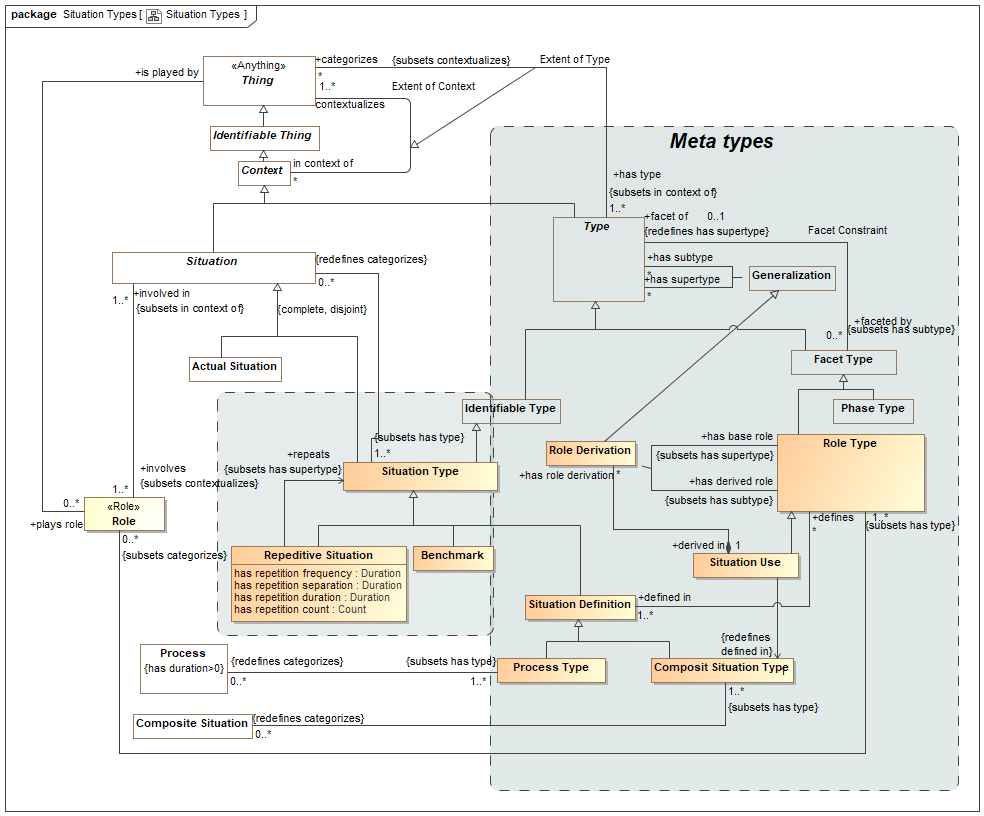 package Situation Types [ Situation Types ]
«Anything»
Thing
+categorizes
{subsets contextualizes}
*
1..*
Extent of Type
+is played by
Extent of Context
contextualizes
Identifiable Thing
Context
in context of
*
Meta types
+has type
{subsets in context of}
1..*
Type
+facet of
0..1
{redefines has supertype}
Facet Constraint
+has subtype
*
+has supertype
*
Generalization
Situation
{redefines categorizes}
0..*
+involved in
1..*
{subsets in context of}
{complete, disjoint}
+faceted by
0..*
{subsets has subtype}
Actual Situation
Facet Type
Identifiable Type
Phase Type
{subsets has type}
1..*
+repeats
{subsets has supertype}
Situation Type
Role Derivation
+has role derivation
*
+has base role
{subsets has supertype}
+has derived role
{subsets has subtype}
Role Type
+involves
{subsets contextualizes}
1..*
0..*
+plays role
«Role»
Role
0..*
{subsets categorizes}
+defines
*
1..*
{subsets has type}
Repeditive Situation
has repetition frequency : Duration
has repetition separation : Duration
has repetition duration : Duration
has repetition count : Count
Benchmark
+derived in
1
Situation Use
Situation Definition
+defined in
1..*
{redefines
defined in}
Process
{has duration>0}
{redefines categorizes}
0..*
{subsets has type}
1..*
Process Type
Composit Situation Type
1..*
{subsets has type}
Composite Situation
{redefines categorizes}
0..*